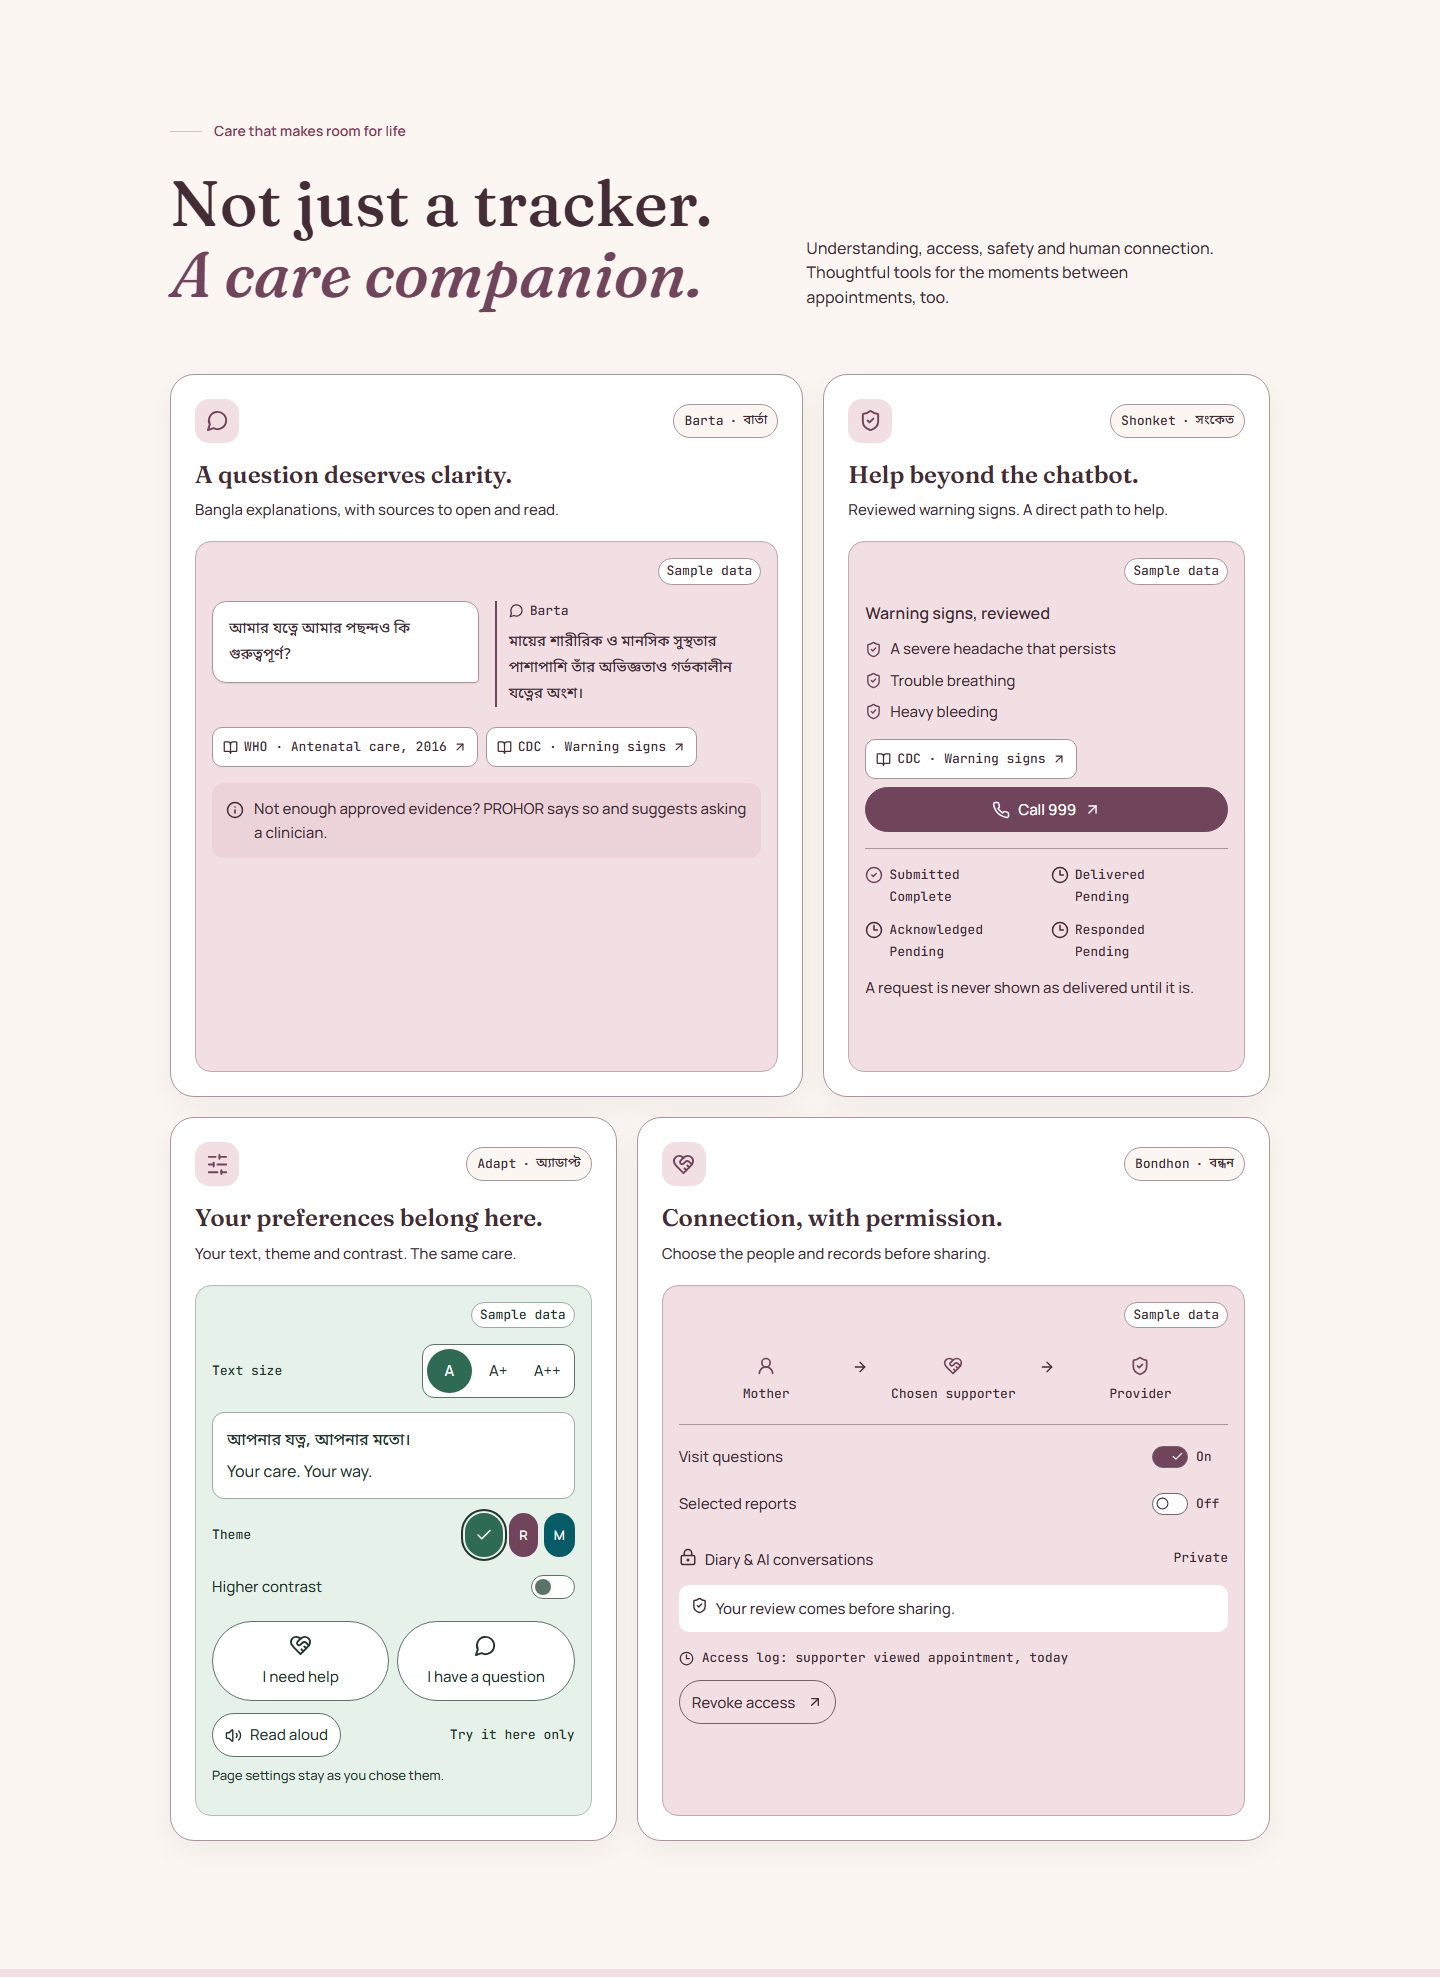 Care that makes room for life
Not just a tracker.
A care companion.
Understanding, access, safety and human connection.
Thoughtful tools for the moments between
appointments, too.
Barta · বার্তা
A question deserves clarity.
Bangla explanations, with sources to open and read.
Sample data
আমার যত্নে আমার পছন্দও কি
গুরুত্বপূর্ণ?
Barta
মায়ের শারীরিক ও মানসিক সুস্থতার
পাশাপাশি তাঁর অভিজ্ঞতাও গর্ভকালীন
যত্নের অংশ।
WHO · Antenatal care, 2016
CDC · Warning signs
Not enough approved evidence? PROHOR says so and suggests asking
a clinician.
Shonket · সংকেত
Help beyond the chatbot.
Reviewed warning signs. A direct path to help.
Sample data
Warning signs, reviewed
A severe headache that persists
Trouble breathing
Heavy bleeding
CDC · Warning signs
Call 999
Submitted
Complete
Delivered
Pending
Acknowledged
Pending
Responded
Pending
A request is never shown as delivered until it is.
Adapt · অ্যাডাপ্ট
Your preferences belong here.
Your text, theme and contrast. The same care.
Sample data
Text size
A A+ A++
আপনার যত্ন, আপনার মতো।
Your care. Your way.
Theme
R M
Higher contrast
I need help
I have a question
Read aloud
Try it here only
Page settings stay as you chose them.
Bondhon · বন্ধন
Connection, with permission.
Choose the people and records before sharing.
Sample data
Mother
Chosen supporter
Provider
Visit questions
On
Selected reports
Off
Diary & AI conversations
Private
Your review comes before sharing.
Access log: supporter viewed appointment, today
Revoke access